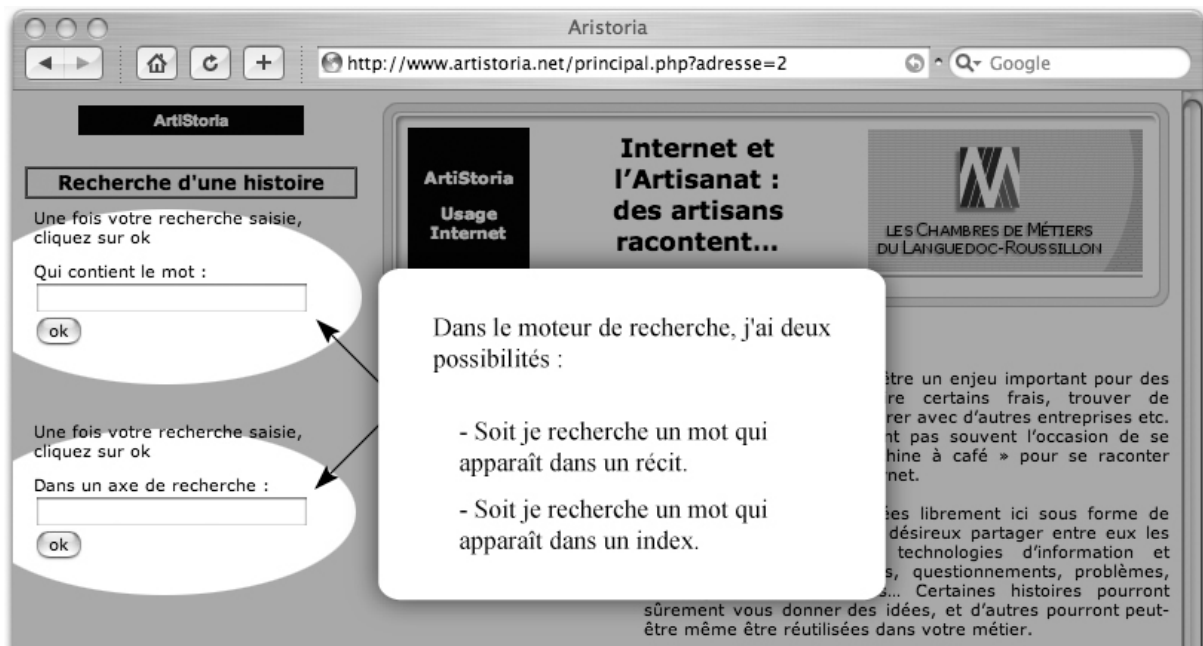 Aristoria
http://www.artistoria.net/principal.php?adresse=2
Google
ArtiStoria
Recherche d'une histoire
Une fois votre recherche saisie,
cliquez sur ok
Qui contient le mot :
ok
Une fois votre recherche saisie,
cliquez sur ok
Dans un axe de recherche :
ok
ArtiStoria
Usage
Internet
Internet et
l'Artisanat :
des artisans
racontent...
LES CHAMBRES DE MÉTIERS
DU LANGUEDOC-ROUSSILLON
Dans le moteur de recherche, j'ai deux
possibilités :
- Soit je recherche un mot qui
apparaît dans un récit.
- Soit je recherche un mot qui
apparaît dans un index.
être un enjeu important pour des
certains frais, trouver de
avec d'autres entreprises etc.
pas souvent l'occasion de se
à café » pour se raconter
librement ici sous forme de
désireux partager entre eux les
technologies d'information et
questionnements, problèmes,
Certaines histoires pourront
sûrement vous donner des idées, et d'autres pourront peut-
être même être réutilisées dans votre métier.